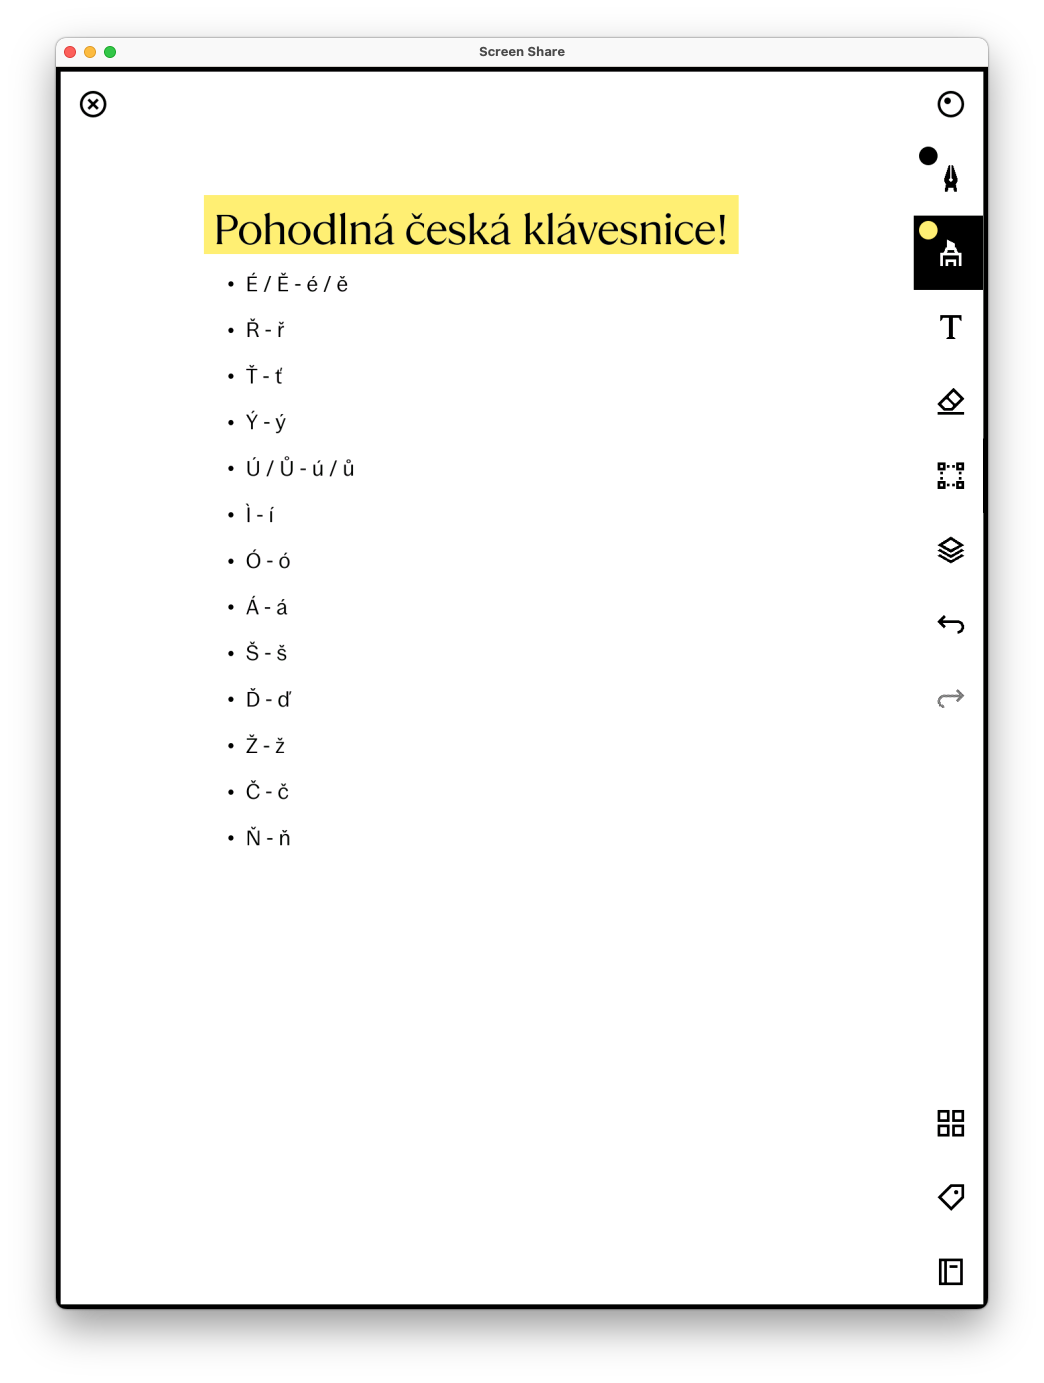 Screen Share
Pohodlná česká klávesnice!
• É / Ě - é / ě
• Ř - ř
• Ť - ť
• Ý - ý
• Ú / Ů - ú / ů
• Ì - í
• Ó - ó
• Á - á
• Š - š
• Ď - ď
• Ž - ž
• Č - č
• Ň - ň
T